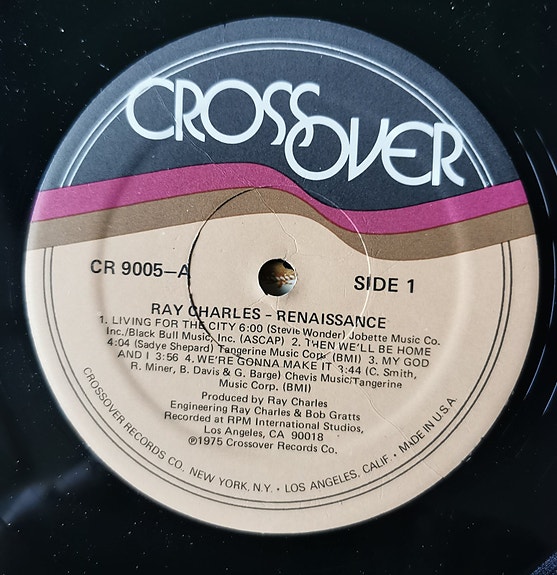 CROSSOVER
CR 9005-A
SIDE 1
RAY CHARLES - RENAISSANCE
1. LIVING FOR THE CITY 6:00 (Stevie Wonder) Jobette Music Co.
Inc./Black Bull Music, Inc. (ASCAP) 2. THEN WE'LL BE HOME
4:04 (Sadye Shepard) Tangerine Music Corp. (BMI) 3. MY GOD
AND I 3:56 4. WE'RE GONNA MAKE IT 3:44 (C. Smith,
R. Miner, B. Davis & G. Barge) Chevis Music/Tangerine
Music Corp. (BMI)
Produced by Ray Charles
Engineering Ray Charles & Bob Gratts
Recorded at RPM International Studios,
Los Angeles, CA 90018
℗1975 Crossover Records Co.
CROSSOVER RECORDS CO. NEW YORK, N.Y. • LOS ANGELES, CALIF. • MADE IN U.S.A.